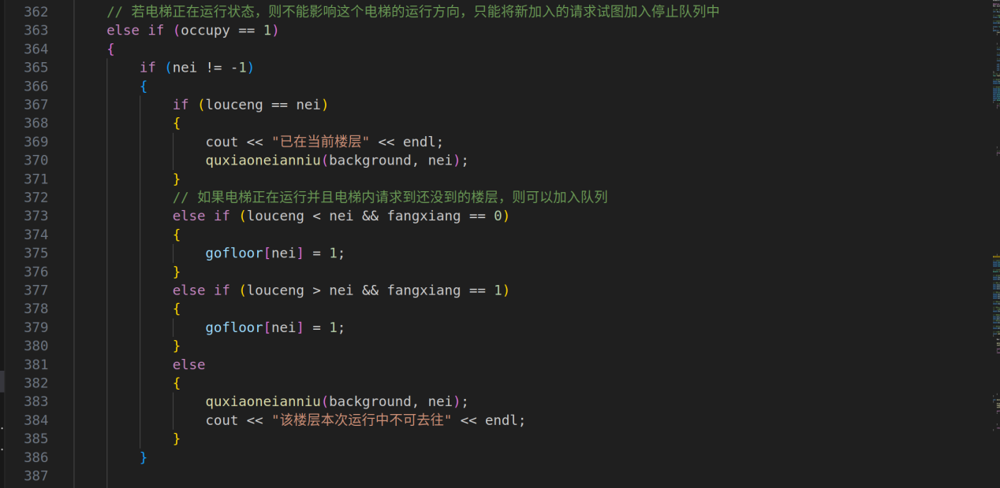 362 // 若电梯正在运行状态，则不能影响这个电梯的运行方向，只能将新加入的请求试图加入停止队列中
363 else if (occupy == 1)
364 {
365 if (nei != -1)
366 {
367 if (louceng == nei)
368 {
369 cout << "已在当前楼层" << endl;
370 quxiaoneianniu(background, nei);
371 }
372 // 如果电梯正在运行并且电梯内请求到还没到的楼层，则可以加入队列
373 else if (louceng < nei && fangxiang == 0)
374 {
375 gofloor[nei] = 1;
376 }
377 else if (louceng > nei && fangxiang == 1)
378 {
379 gofloor[nei] = 1;
380 }
381 else
382 {
383 quxiaoneianniu(background, nei);
384 cout << "该楼层本次运行中不可去往" << endl;
385 }
386 }
387